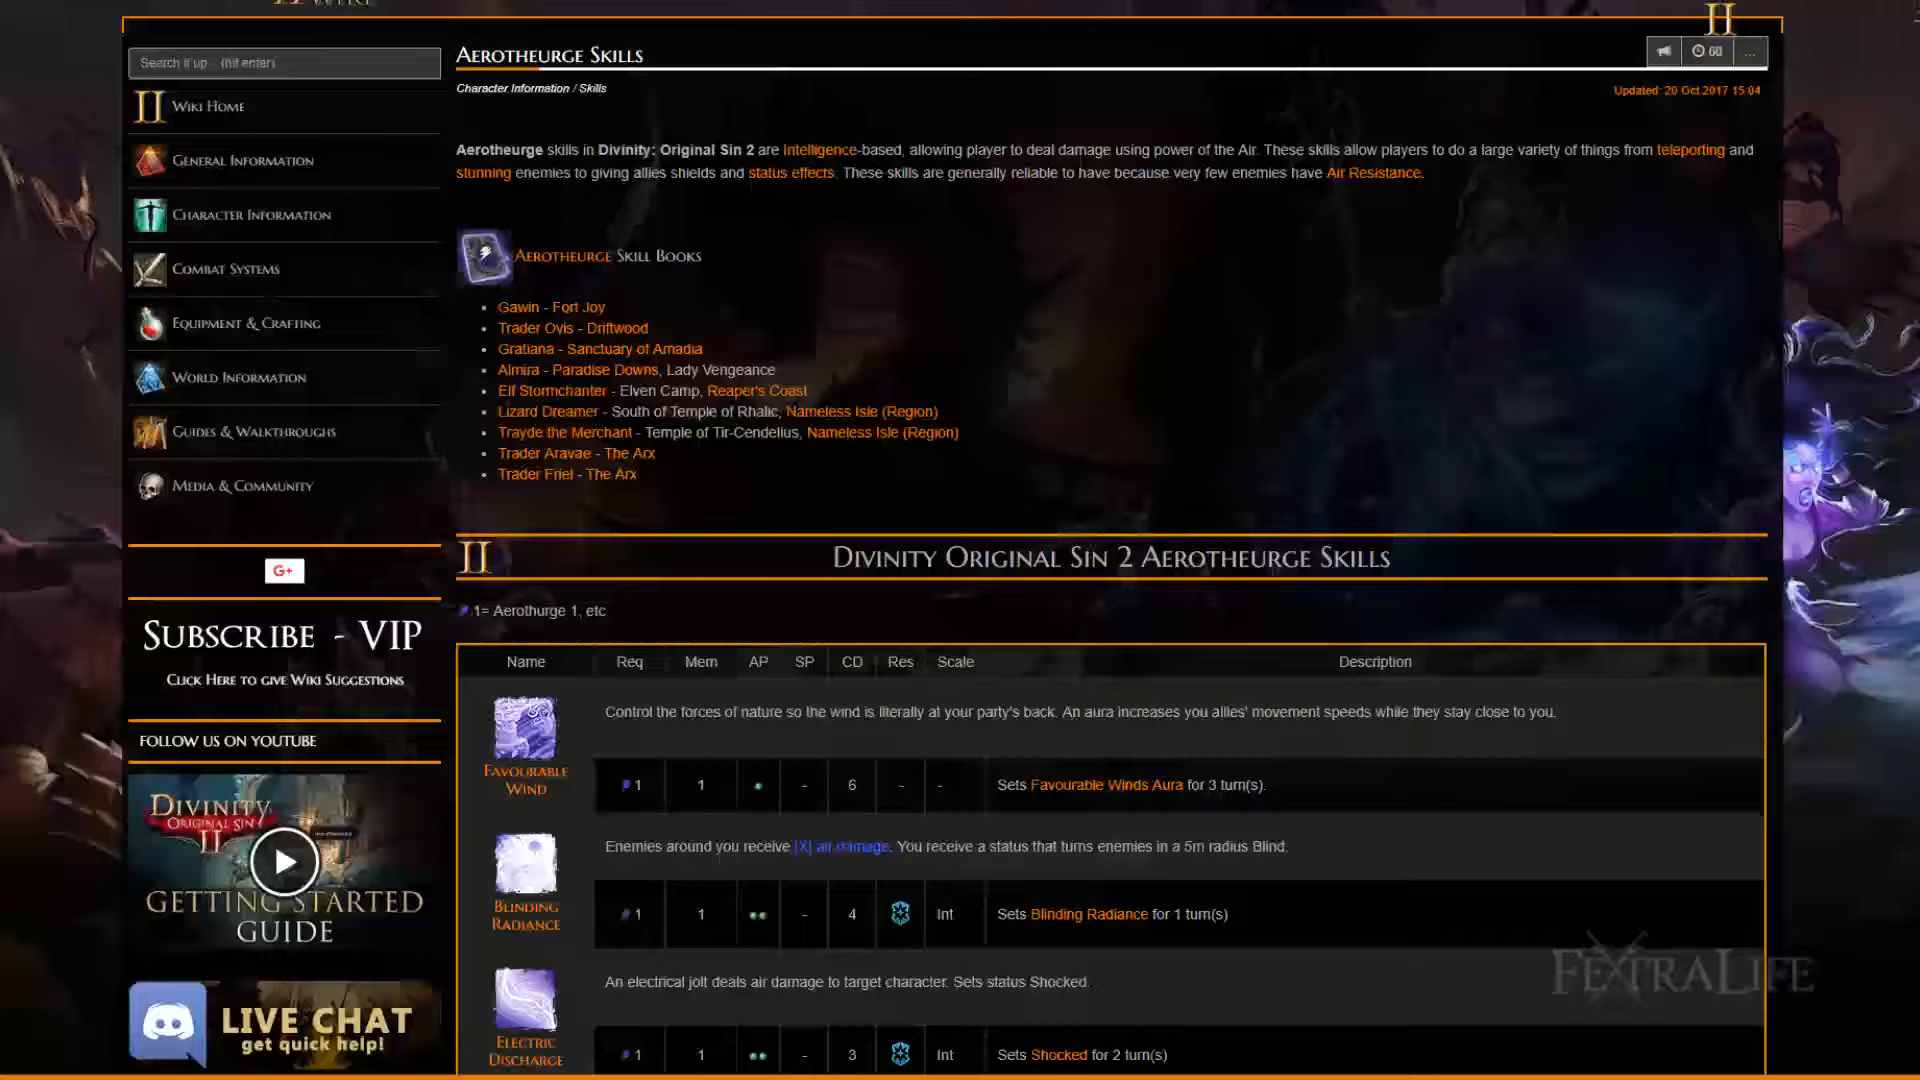 Search it up (hit enter)
WIKI HOME
GENERAL INFORMATION
CHARACTER INFORMATION
COMBAT SYSTEMS
EQUIPMENT & CRAFTING
WORLD INFORMATION
GUIDES & WALKTHROUGHS
MEDIA & COMMUNITY
G+
SUBSCRIBE - VIP
CLICK HERE TO GIVE WIKI SUGGESTIONS
FOLLOW US ON YOUTUBE
DIVINITY
ORIGINAL SIN
II
GETTING STARTED
GUIDE
LIVE CHAT
get quick help!
AEROTHEURGE SKILLS
60
...
Character Information / Skills
Updated: 20 Oct 2017 15:04
Aerotheurge skills in Divinity: Original Sin 2 are Intelligence-based, allowing player to deal damage using power of the Air. These skills allow players to do a large variety of things from teleporting and
stunning enemies to giving allies shields and status effects. These skills are generally reliable to have because very few enemies have Air Resistance.
AEROTHEURGE SKILL BOOKS
Gawin - Fort Joy
Trader Ovis - Driftwood
Gratiana - Sanctuary of Amadia
Almira - Paradise Downs, Lady Vengeance
Elf Stormchanter - Elven Camp, Reaper's Coast
Lizard Dreamer - South of Temple of Rhalic, Nameless Isle (Region)
Trayde the Merchant - Temple of Tir-Cendelius, Nameless Isle (Region)
Trader Aravae - The Arx
Trader Friel - The Arx
II
DIVINITY ORIGINAL SIN 2 AEROTHEURGE SKILLS
1= Aerothurge 1, etc
Name Req Mem AP SP CD Res Scale Description
FAVOURABLE WIND
Control the forces of nature so the wind is literally at your party's back. An aura increases you allies' movement speeds while they stay close to you.
1 1 - 6 - - Sets Favourable Winds Aura for 3 turn(s).
BLINDING RADIANCE
Enemies around you receive [X] air damage. You receive a status that turns enemies in a 5m radius Blind.
1 1 - 4 Int Sets Blinding Radiance for 1 turn(s)
ELECTRIC DISCHARGE
An electrical jolt deals air damage to target character. Sets status Shocked.
1 1 - 3 Int Sets Shocked for 2 turn(s)
FEXTRALIFE